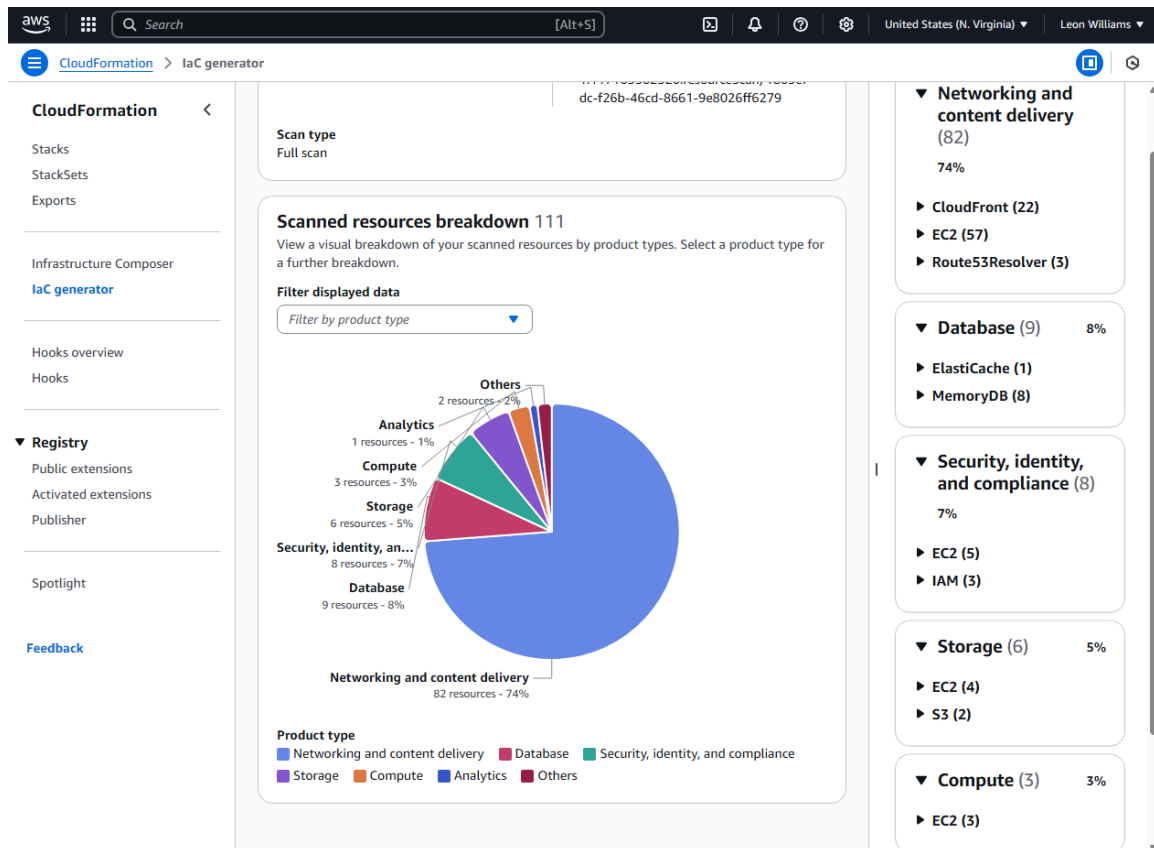 aws
Search [Alt+S]
United States (N. Virginia) ▼
Leon Williams ▼
CloudFormation > IaC generator
CloudFormation
Stacks
StackSets
Exports
Infrastructure Composer
IaC generator
Hooks overview
Hooks
Registry
Public extensions
Activated extensions
Publisher
Spotlight
Feedback
dc-f26b-46cd-8661-9e8026ff6279
Scan type
Full scan
Scanned resources breakdown 111
View a visual breakdown of your scanned resources by product types. Select a product type for
a further breakdown.
Filter displayed data
Filter by product type
Others
2 resources - 2%
Analytics
1 resources - 1%
Compute
3 resources - 3%
Storage
6 resources - 5%
Security, identity, an...
8 resources - 7%
Database
9 resources - 8%
Networking and content delivery
82 resources - 74%
Product type
Networking and content delivery Database Security, identity, and compliance
Storage Compute Analytics Others
Networking and
content delivery
(82)
74%
CloudFront (22)
EC2 (57)
Route53Resolver (3)
Database (9) 8%
ElastiCache (1)
MemoryDB (8)
Security, identity,
and compliance (8)
7%
EC2 (5)
IAM (3)
Storage (6) 5%
EC2 (4)
S3 (2)
Compute (3) 3%
EC2 (3)